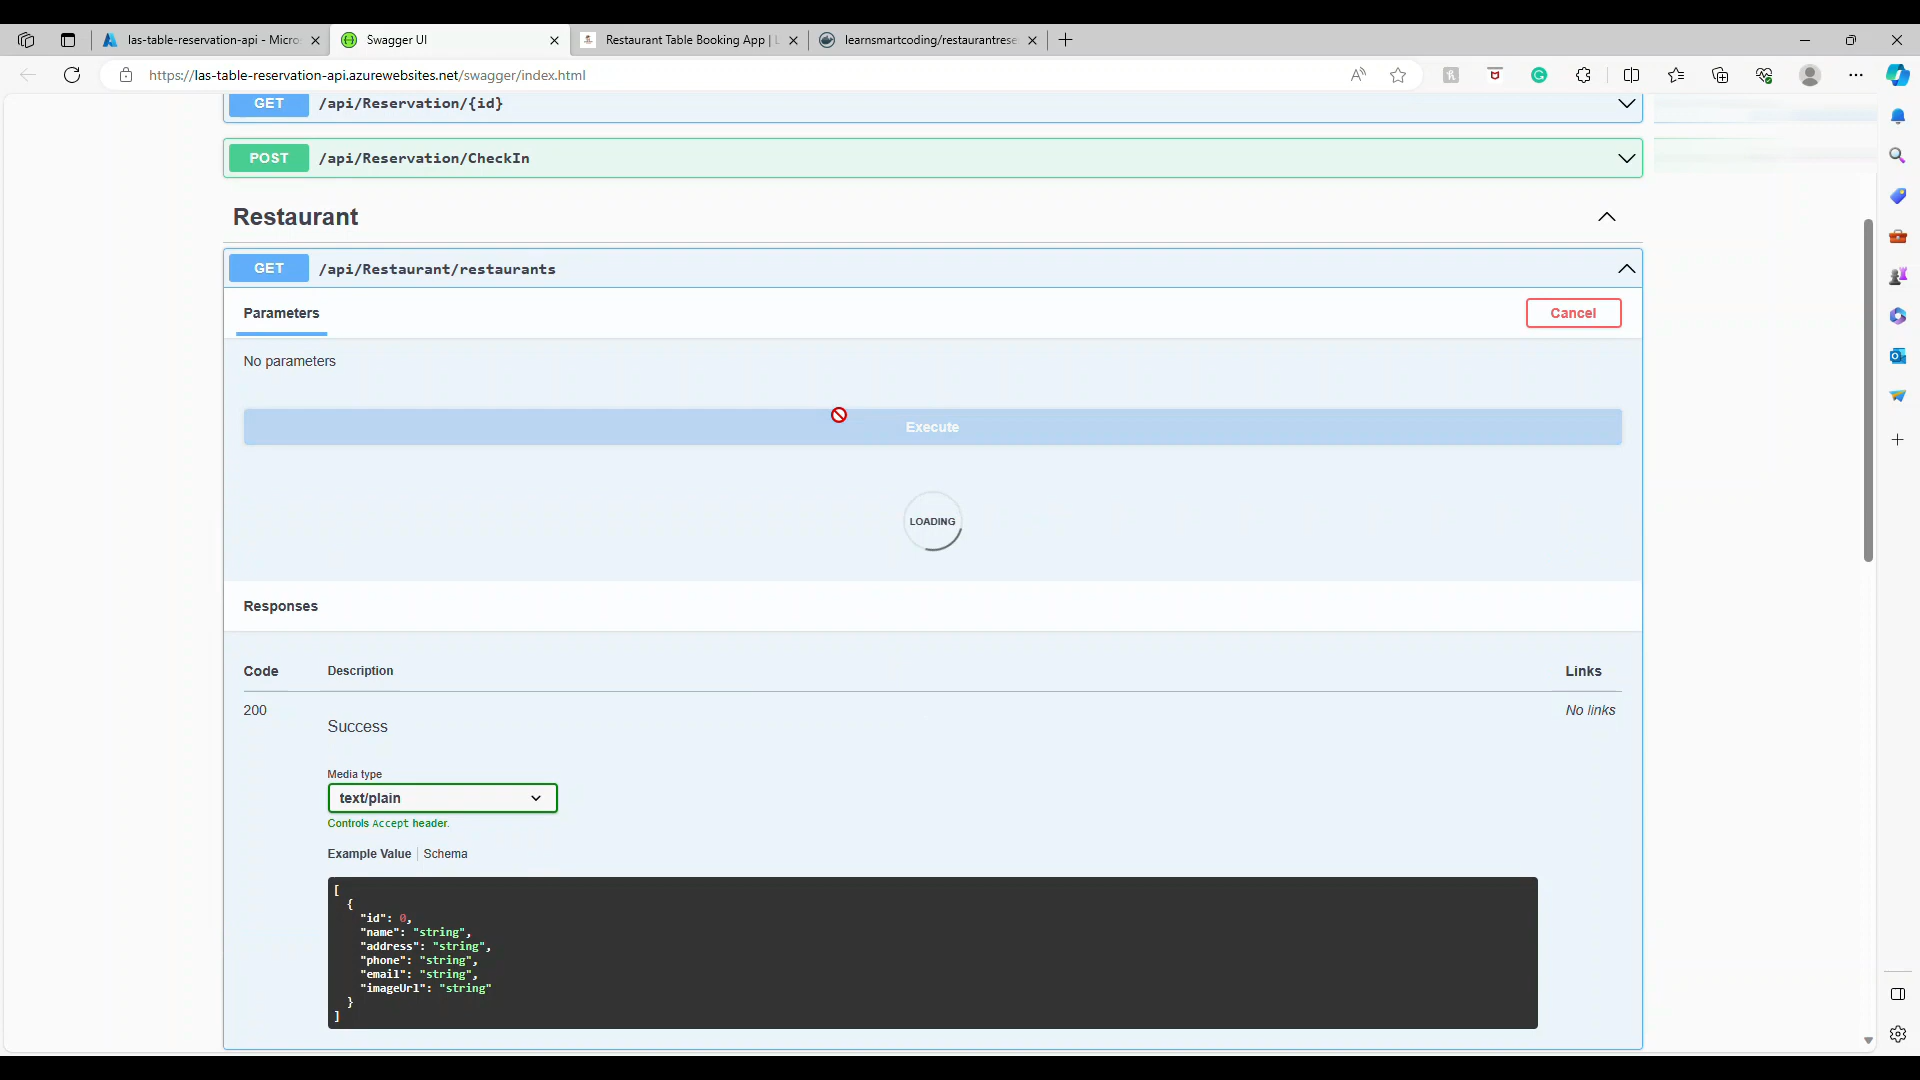 las-table-reservation-api - Micro
Swagger UI
Restaurant Table Booking App | L
learnsmartcoding/restaurantrese
https://las-table-reservation-api.azurewebsites.net/swagger/index.html
GET /api/Reservation/{id}
POST /api/Reservation/CheckIn
Restaurant
GET /api/Restaurant/restaurants
Parameters
Cancel
No parameters
Execute
LOADING
Responses
Code Description Links
200 Success No links
Media type
text/plain
Controls Accept header.
Example Value Schema
[
{
"id": 0,
"name": "string",
"address": "string",
"phone": "string",
"email": "string",
"imageUrl": "string"
}
]